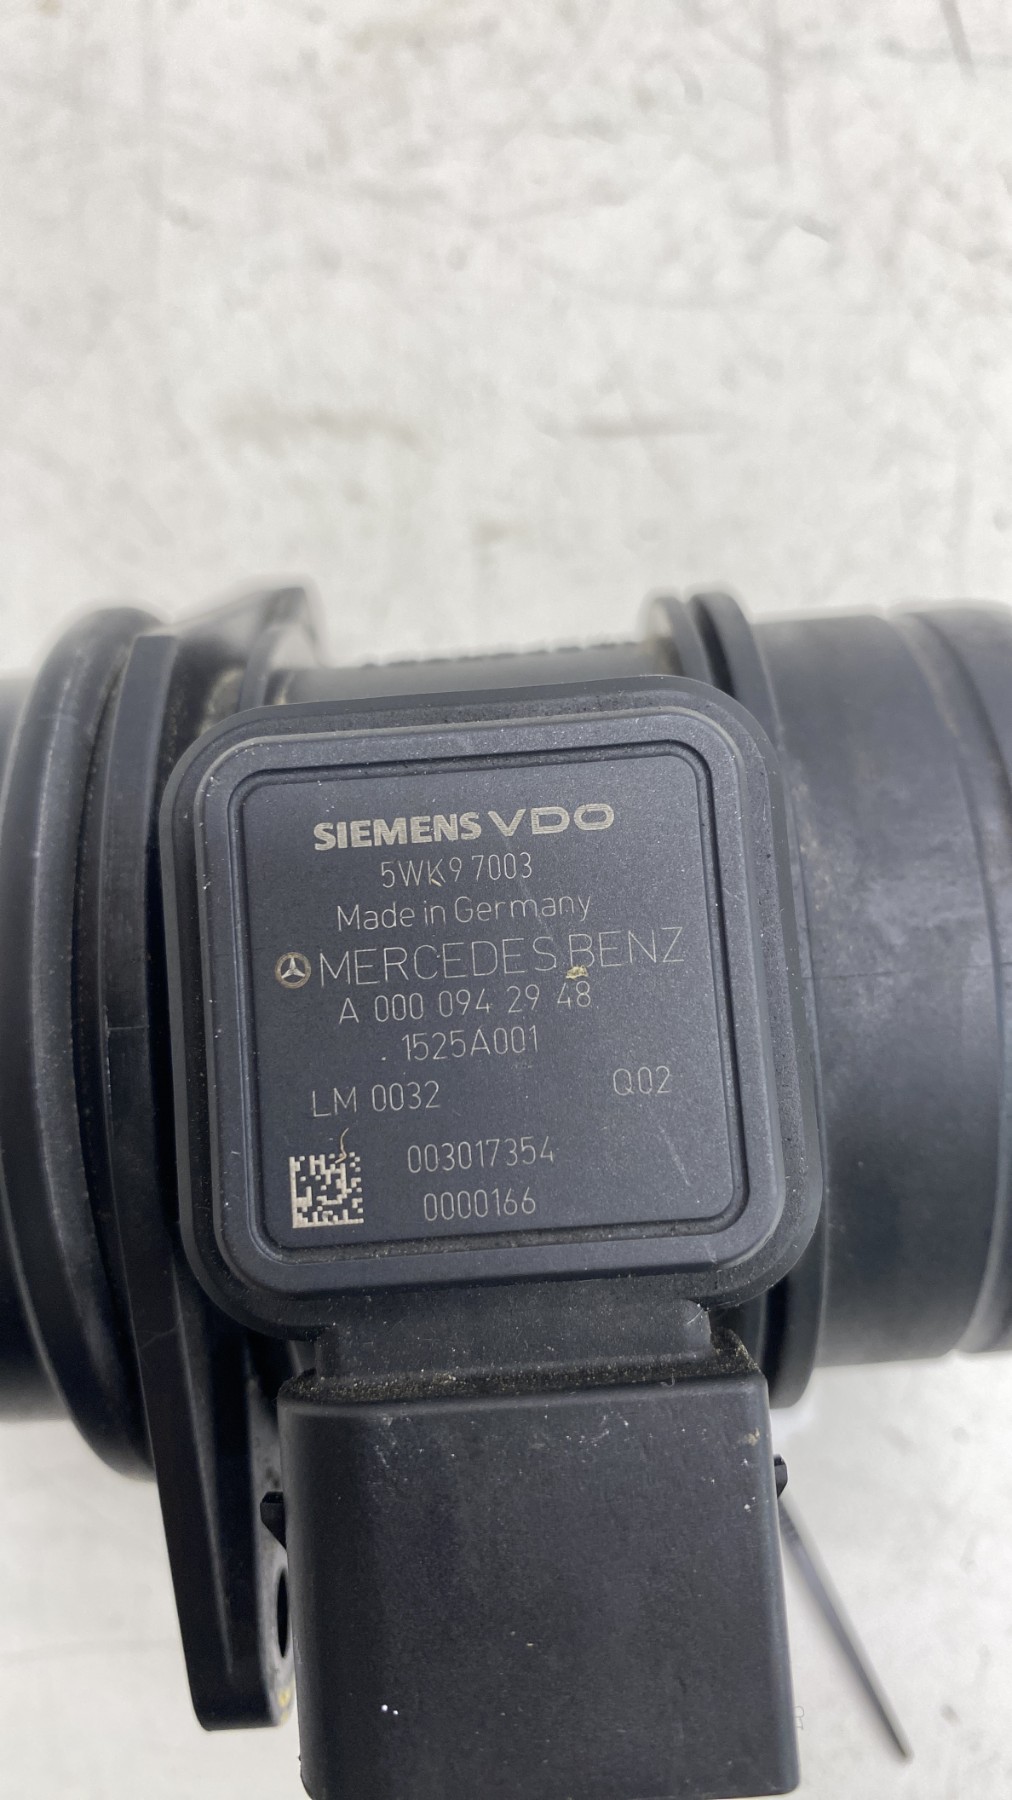 SIEMENS VDO
5WK9 7003
Made in Germany
MERCEDES BENZ
A 000 094 29 48
. 1525A001
LM 0032 Q02
003017354
0000166